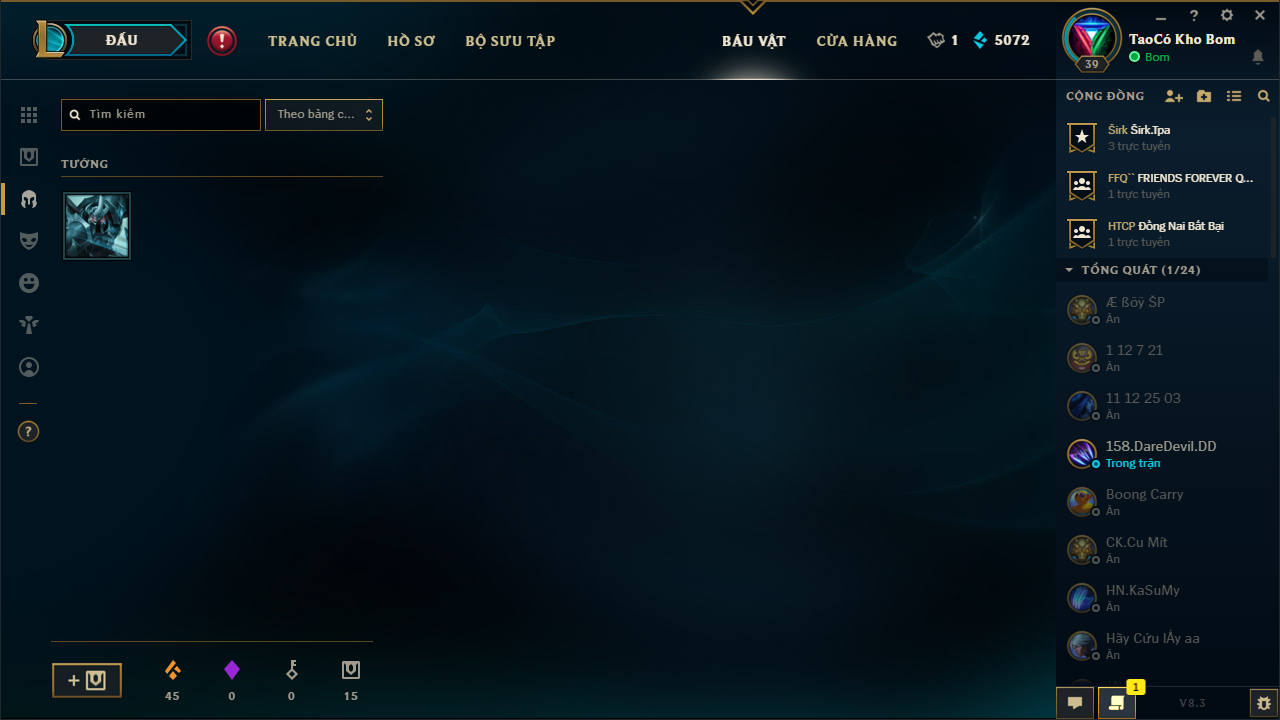 ĐẤU
TRANG CHỦ
HỒ SƠ
BỘ SƯU TẬP
BÁU VẬT
CỬA HÀNG
1
5072
39
TaoCó Kho Bom
Bom
Tìm kiếm
Theo bảng c...
TƯỚNG
?
45
0
0
15
CỘNG ĐỒNG
Širk Širk.Tpa
3 trực tuyến
FFQ`` FRIENDS FOREVER Q...
1 trực tuyến
HTCP Đồng Nai Bất Bại
1 trực tuyến
TỔNG QUÁT (1/24)
Æ ßöÿ ŠP
Ẩn
1 12 7 21
Ẩn
11 12 25 03
Ẩn
158.DareDevil.DD
Trong trận
Boong Carry
Ẩn
CK.Cu Mít
Ẩn
HN.KaSuMy
Ẩn
Hãy Cứu lẤy aa
Ẩn
1
V8.3